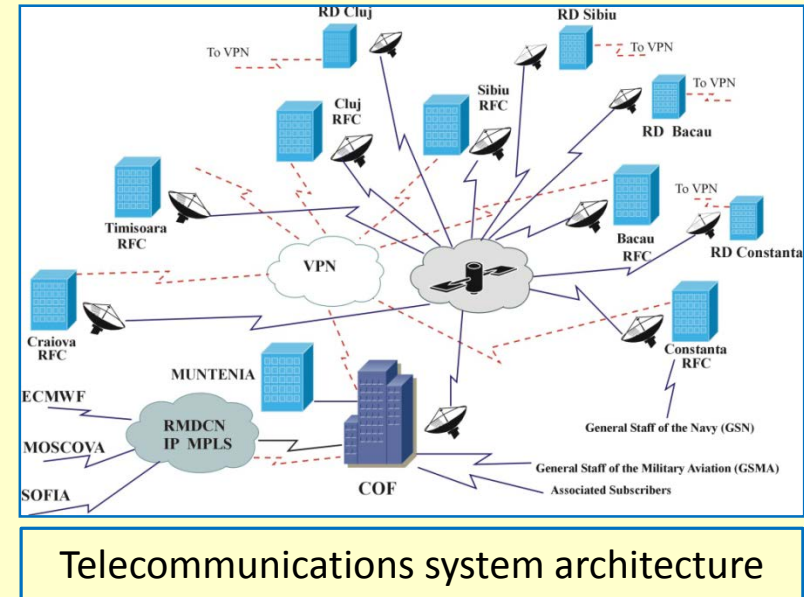 RD Cluj
RD Sibiu
To VPN
To VPN
Cluj
RFC
Sibiu
RFC
To VPN
RD Bacau
Timisoara
RFC
To VPN
Bacau
RFC
RD Constanta
VPN
Craiova
RFC
Constanta
RFC
MUNTENIA
ECMWF
RMDCN
IP MPLS
MOSCOVA
General Staff of the Navy (GSN)
SOFIA
COF
General Staff of the Military Aviation (GSMA)
Associated Subscribers
Telecommunications system architecture